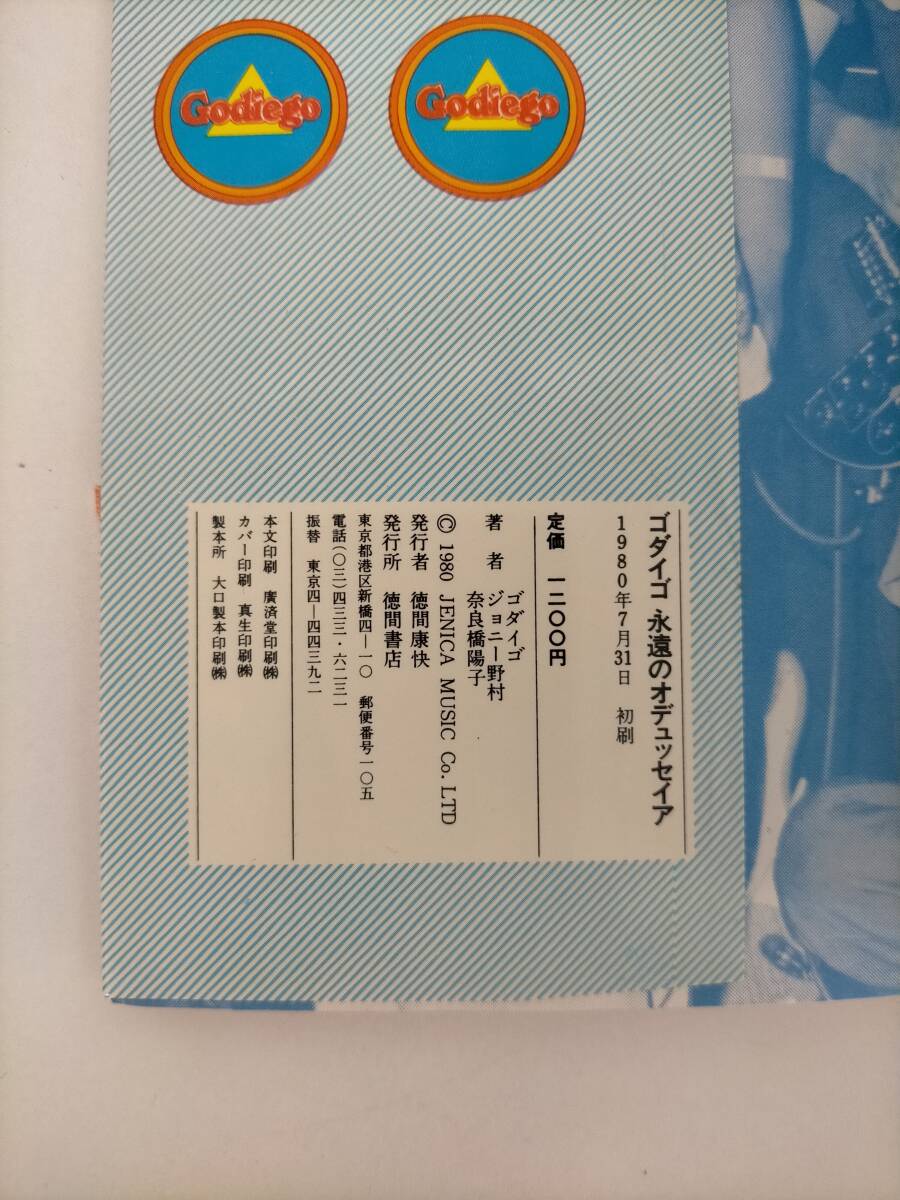 Godiego
Godiego
ゴダイゴ 永遠のオデュッセイア
1980年7月31日 初刷
定価 一二〇〇円
著者 ゴダイゴ
ジョニー野村
奈良橋陽子
© 1980 JENICA MUSIC Co. LTD
発行者 徳間康快
発行所 徳間書店
東京都港区新橋四―一〇 郵便番号一〇五
電話(〇三)四三三・六二三一
振替 東京四―四四三九二
本文印刷 廣済堂印刷㈱
カバー印刷 真生印刷㈱
製本所 大口製本印刷㈱